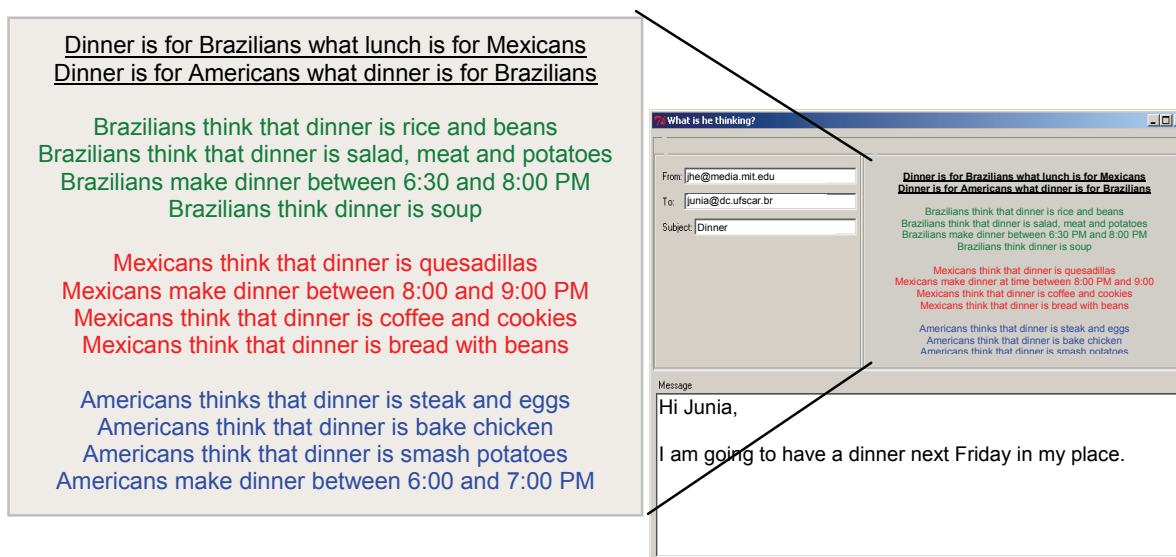 Dinner is for Brazilians what lunch is for Mexicans
Dinner is for Americans what dinner is for Brazilians
Brazilians think that dinner is rice and beans
Brazilians think that dinner is salad, meat and potatoes
Brazilians make dinner between 6:30 and 8:00 PM
Brazilians think dinner is soup
Mexicans think that dinner is quesadillas
Mexicans make dinner between 8:00 and 9:00 PM
Mexicans think that dinner is coffee and cookies
Mexicans think that dinner is bread with beans
Americans thinks that dinner is steak and eggs
Americans think that dinner is bake chicken
Americans think that dinner is smash potatoes
Americans make dinner between 6:00 and 7:00 PM
What is he thinking?
From: jhe@media.mit.edu
To: junia@dc.ufscar.br
Subject: Dinner
Dinner is for Brazilians what lunch is for Mexicans
Dinner is for Americans what dinner is for Brazilians
Brazilians think that dinner is rice and beans
Brazilians think that dinner is salad, meat and potatoes
Brazilians make dinner between 6:30 PM and 8:00 PM
Brazilians think that dinner is soup
Mexicans think that dinner is quesadillas
Mexicans make dinner at time between 8:00 PM and 9:00
Mexicans think that dinner is coffee and cookies
Mexicans think that dinner is bread with beans
Americans thinks that dinner is steak and eggs
Americans think that dinner is bake chicken
Americans think that dinner is smash potatoes
Message
Hi Junia,
I am going to have a dinner next Friday in my place.